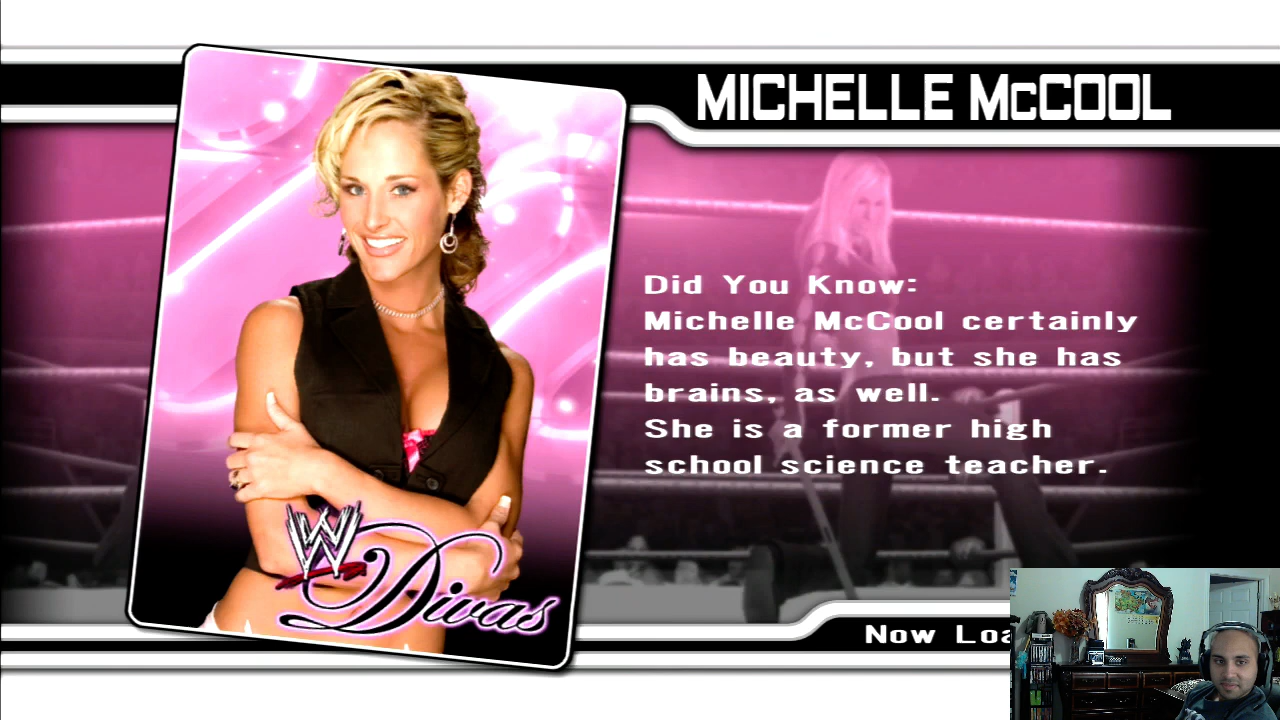 MICHELLE McCOOL
Did You Know:
Michelle McCool certainly
has beauty, but she has
brains, as well.
She is a former high
school science teacher.
W
Divas
Now Loa